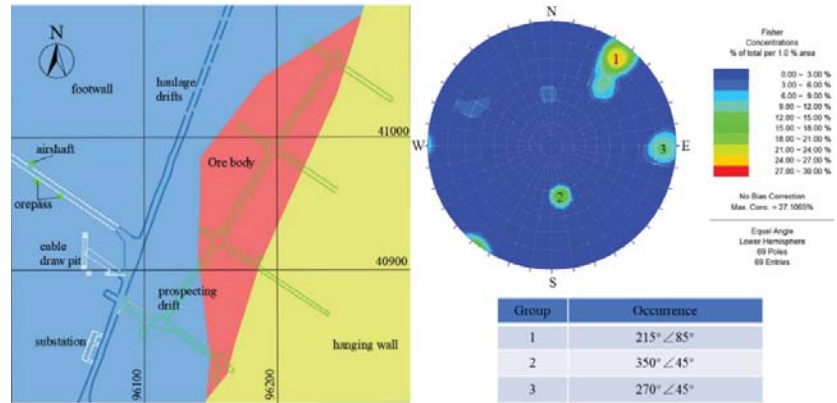 N
footwall
haulage
drifts
airshaft
orepass
Ore body
41000
cable
draw pit
prospecting
drift
40900
substation
hanging wall
96100
96200
N
W
E
S
1
2
3
Fisher
Concentrations
% of total per 1.0 % area
0.00 ~ 3.00 %
3.00 ~ 6.00 %
6.00 ~ 9.00 %
9.00 ~ 12.00 %
12.00 ~ 15.00 %
15.00 ~ 18.00 %
18.00 ~ 21.00 %
21.00 ~ 24.00 %
24.00 ~ 27.00 %
27.00 ~ 30.00 %
No Bias Correction
Max. Conc. = 27.1065%
Equal Angle
Lower Hemisphere
69 Poles
69 Entries
Group Occurrence
1 215°∠85°
2 350°∠45°
3 270°∠45°